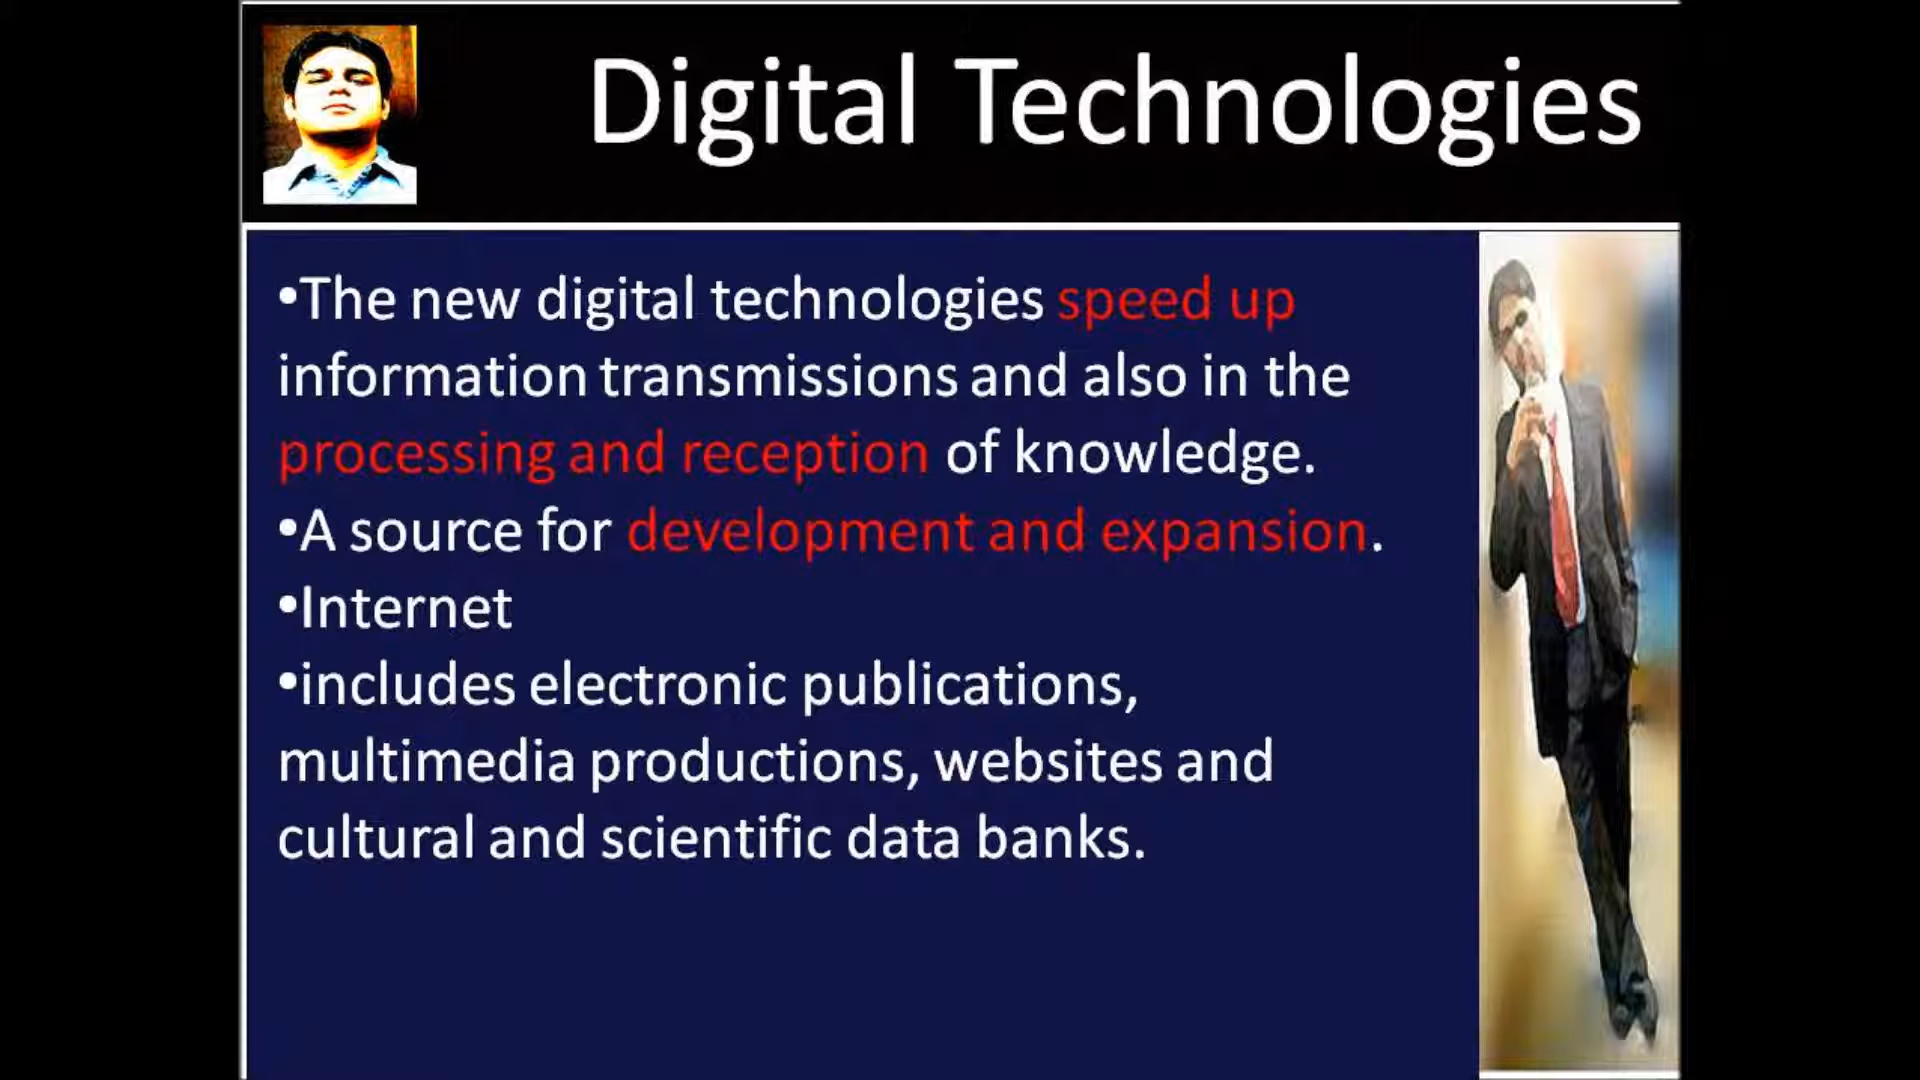 Digital Technologies
•The new digital technologies speed up
information transmissions and also in the
processing and reception of knowledge.
•A source for development and expansion.
•Internet
•includes electronic publications,
multimedia productions, websites and
cultural and scientific data banks.